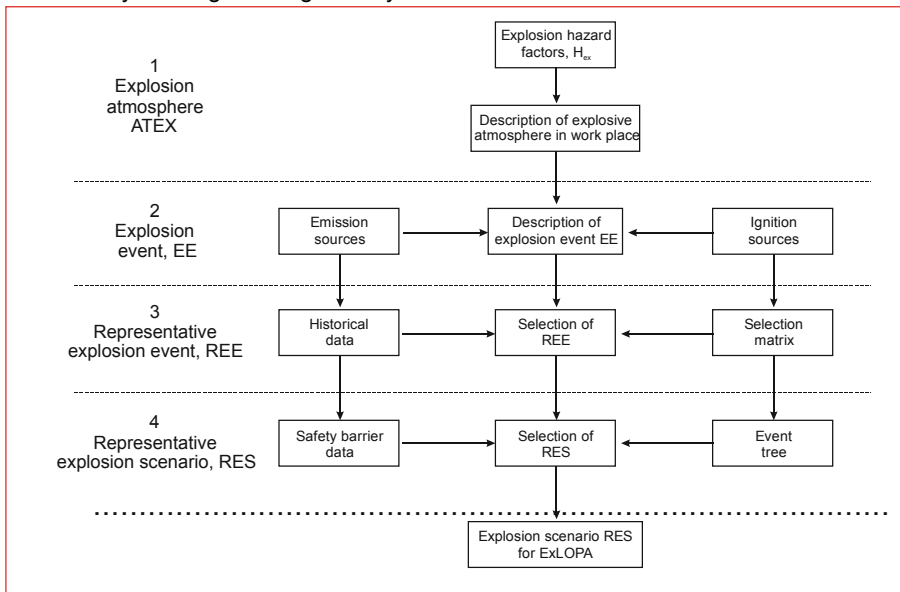 Explosion hazard
factors, Hex
1
Explosion
atmosphere
ATEX
Description of explosive
atmosphere in work place
2
Explosion
event, EE
Emission
sources
Description of
explosion event EE
Ignition
sources
3
Representative
explosion event, REE
Historical
data
Selection of
REE
Selection
matrix
4
Representative
explosion scenario, RES
Safety barrier
data
Selection of
RES
Event
tree
Explosion scenario RES
for ExLOPA